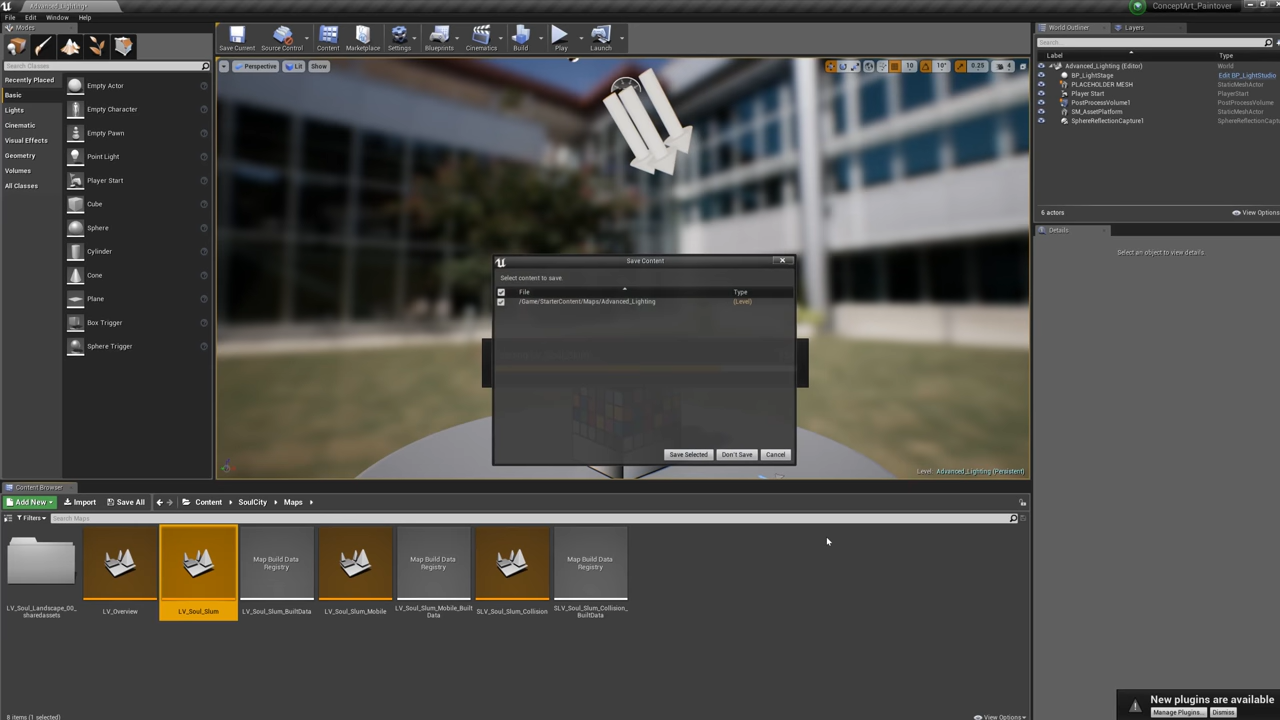 Advanced_Lighting
ConceptArt_Paintover
File Edit Window Help
Modes
Search Classes
Recently Placed
Basic
Lights
Cinematic
Visual Effects
Geometry
Volumes
All Classes
Empty Actor
Empty Character
Empty Pawn
Point Light
Player Start
Cube
Sphere
Cylinder
Cone
Plane
Box Trigger
Sphere Trigger
Save Current Source Control Content Marketplace Settings Blueprints Cinematics Build Play Launch
Perspective Lit Show
10 10° 0.25 4
Save Content
Select content to save.
File Type
/Game/StarterContent/Maps/Advanced_Lighting (Level)
Save Selected Don't Save Cancel
Level: Advanced_Lighting (Persistent)
World Outliner Layers
Search...
Label Type
Advanced_Lighting (Editor) World
BP_LightStage Edit BP_LightStudio
PLACEHOLDER MESH StaticMeshActor
Player Start PlayerStart
PostProcessVolume1 PostProcessVolume
SM_AssetPlatform StaticMeshActor
SphereReflectionCapture1 SphereReflectionCapt
6 actors View Options
Details
Select an object to view details.
Content Browser
Add New Import Save All Content SoulCity Maps
Filters Search Maps
Map Build Data Registry
Map Build Data Registry
Map Build Data Registry
LV_Soul_Landscape_00_sharedassets
LV_Overview
LV_Soul_Slum
LV_Soul_Slum_BuiltData
LV_Soul_Slum_Mobile
LV_Soul_Slum_Mobile_BuiltData
SLV_Soul_Slum_Collision
SLV_Soul_Slum_Collision_BuiltData
8 items (1 selected) View Options
New plugins are available
Manage Plugins... Dismiss